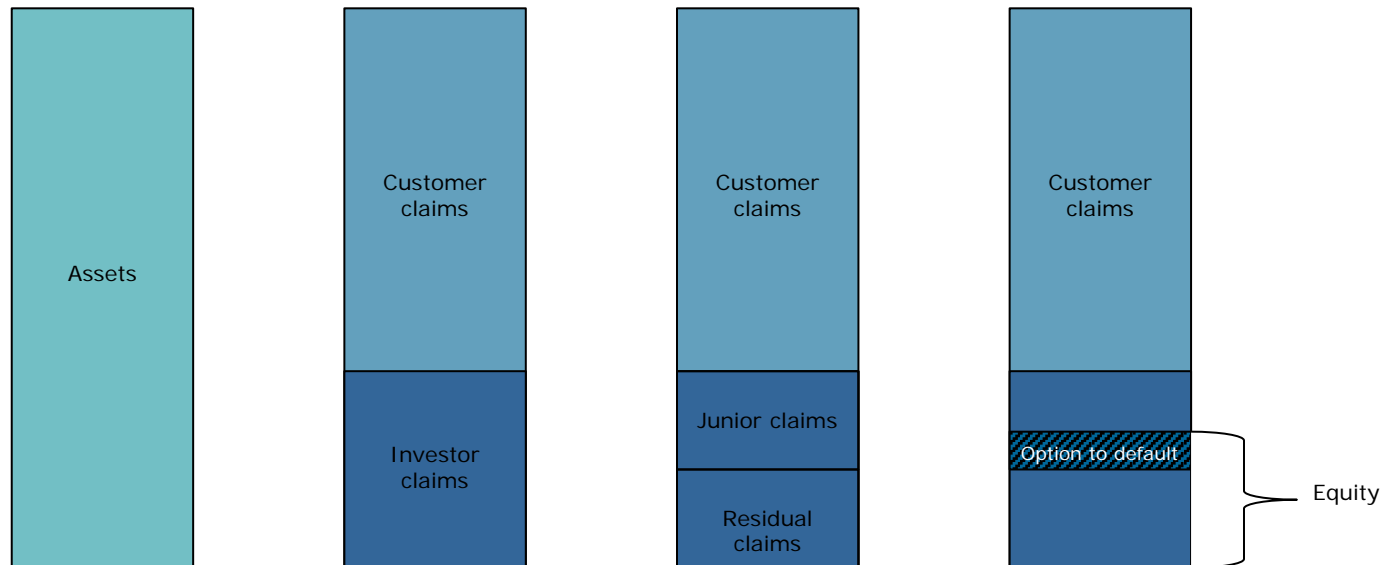 Assets
Customer
claims
Investor
claims
Customer
claims
Junior claims
Residual
claims
Customer
claims
Option to default
Equity